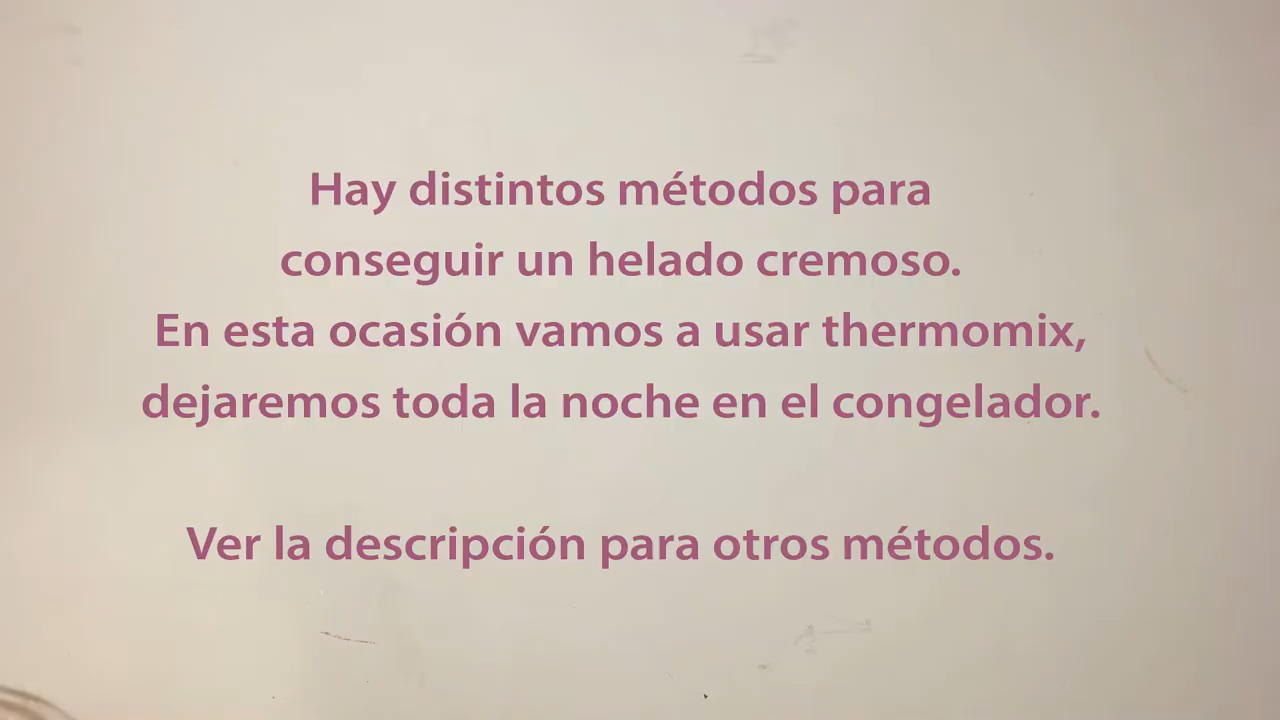 Hay distintos métodos para
conseguir un helado cremoso.
En esta ocasión vamos a usar thermomix,
dejaremos toda la noche en el congelador.
Ver la descripción para otros métodos.